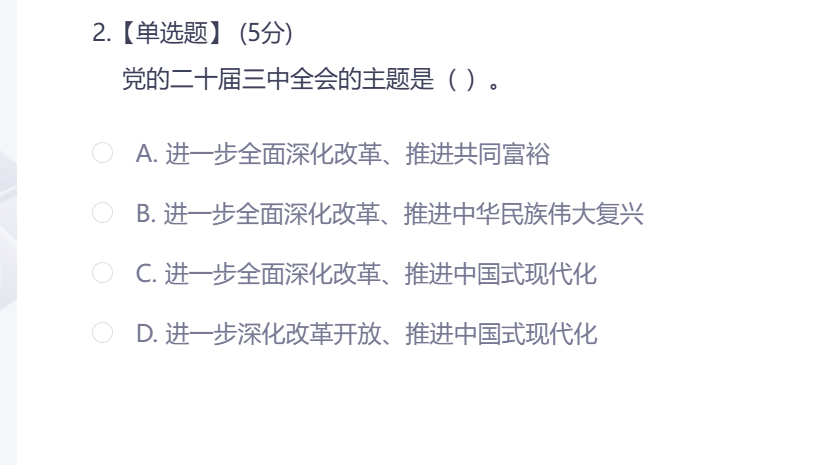 2.【单选题】 (5分)
党的二十届三中全会的主题是（ ）。
A. 进一步全面深化改革、推进共同富裕
B. 进一步全面深化改革、推进中华民族伟大复兴
C. 进一步全面深化改革、推进中国式现代化
D. 进一步深化改革开放、推进中国式现代化